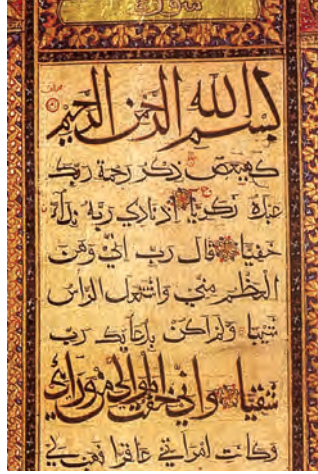 بسم الله الرحمن الرحيم
كهيعص ذكر رحمة ربك
عبده زكريا اذ نادى ربه نداء
خفيا قال رب اني وهن
العظم مني واشتعل الراس
شيبا ولم اكن بدعائك رب
شقيا واني خفت الموالي من ورائي
وكانت امراتي عاقرا فهب لي